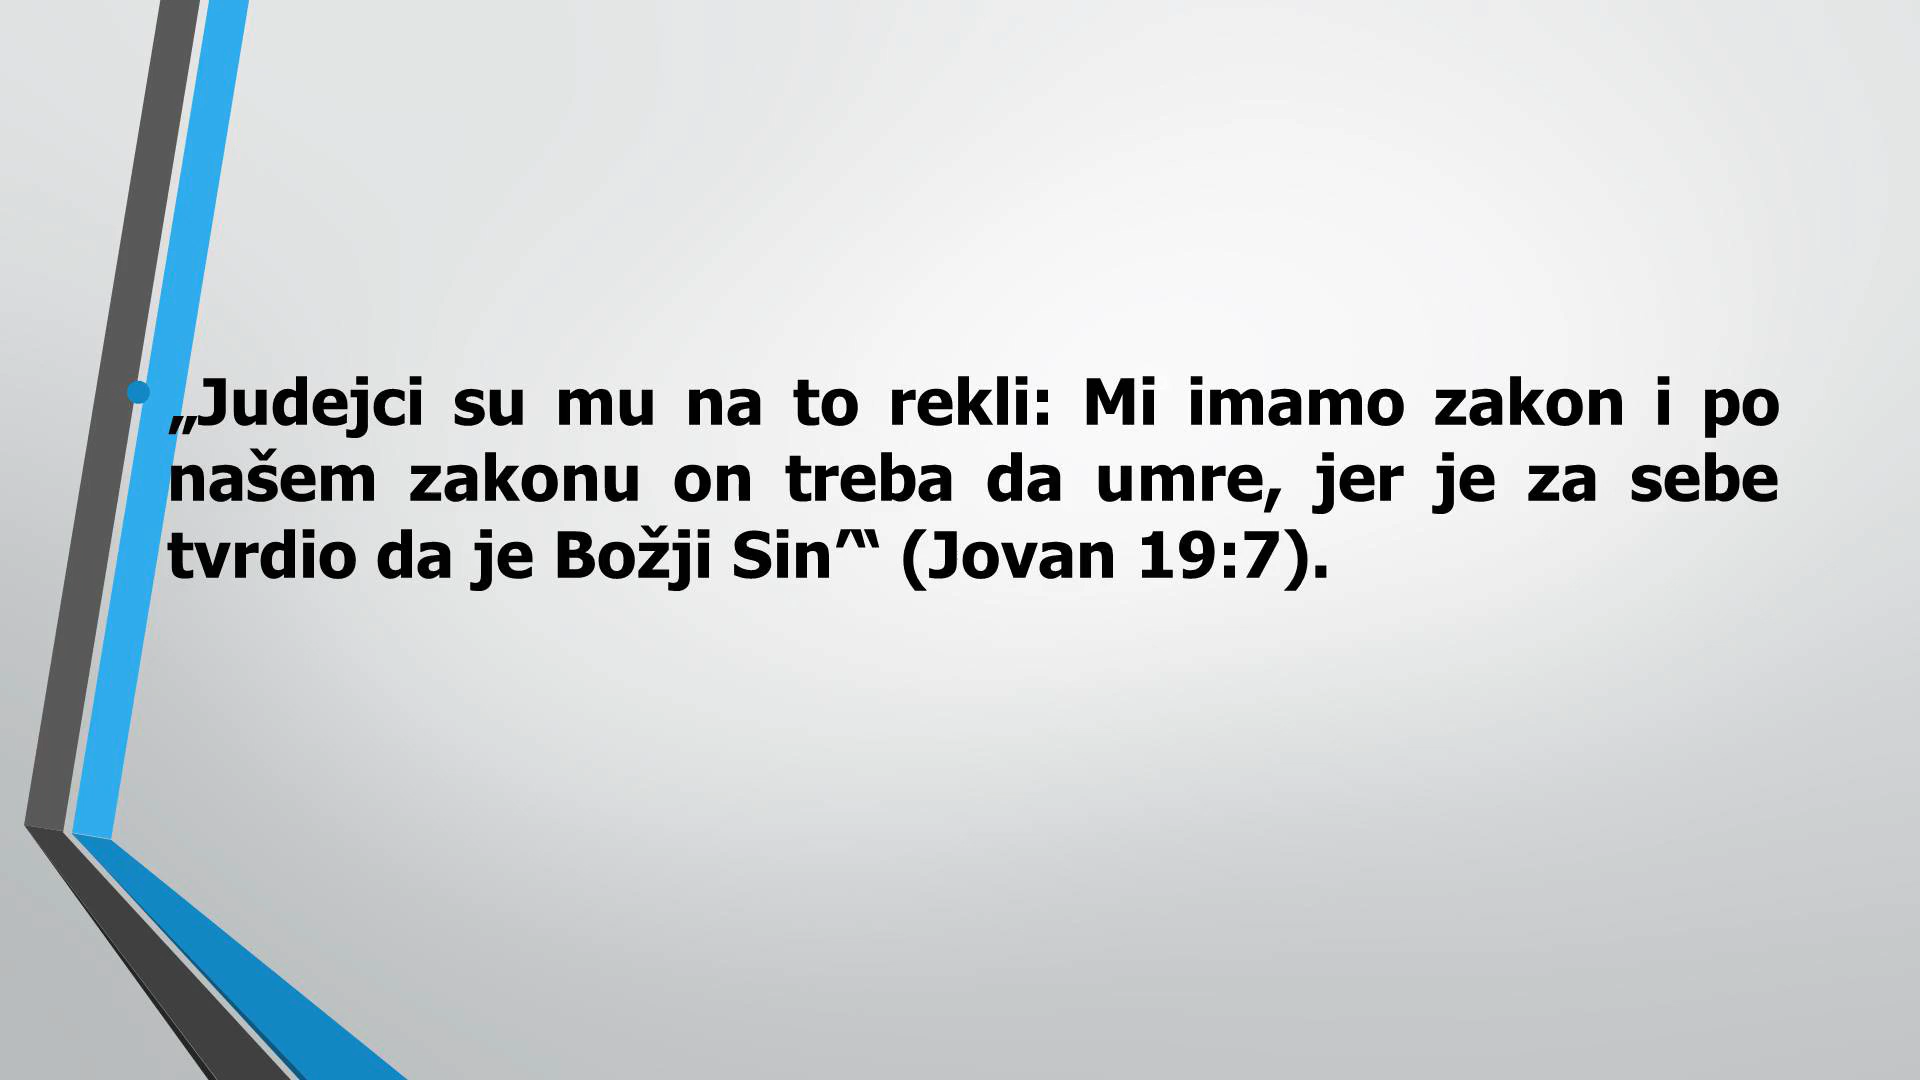 „Judejci su mu na to rekli: Mi imamo zakon i po
našem zakonu on treba da umre, jer je za sebe
tvrdio da je Božji Sin′“ (Jovan 19:7).